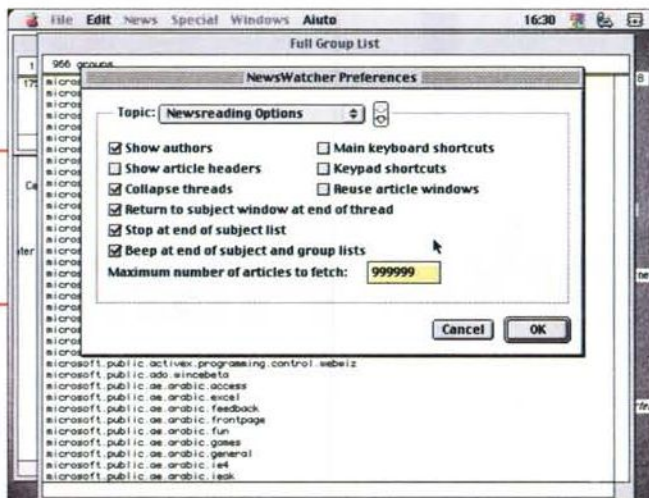 File Edit News Special Windows Aiuto 16:30
Full Group List
966 groups
NewsWatcher Preferences
Topic: Newsreading Options
Show authors
Main keyboard shortcuts
Show article headers
Keypad shortcuts
Collapse threads
Reuse article windows
Return to subject window at end of thread
Stop at end of subject list
Beep at end of subject and group lists
Maximum number of articles to fetch: 999999
Cancel OK
microsoft.public.activex.programming.control.webwiz
microsoft.public.ado.wincebeta
microsoft.public.ae.arabic.access
microsoft.public.ae.arabic.excel
microsoft.public.ae.arabic.feedback
microsoft.public.ae.arabic.frontpage
microsoft.public.ae.arabic.fun
microsoft.public.ae.arabic.games
microsoft.public.ae.arabic.general
microsoft.public.ae.arabic.ie4
microsoft.public.ae.arabic.ieak